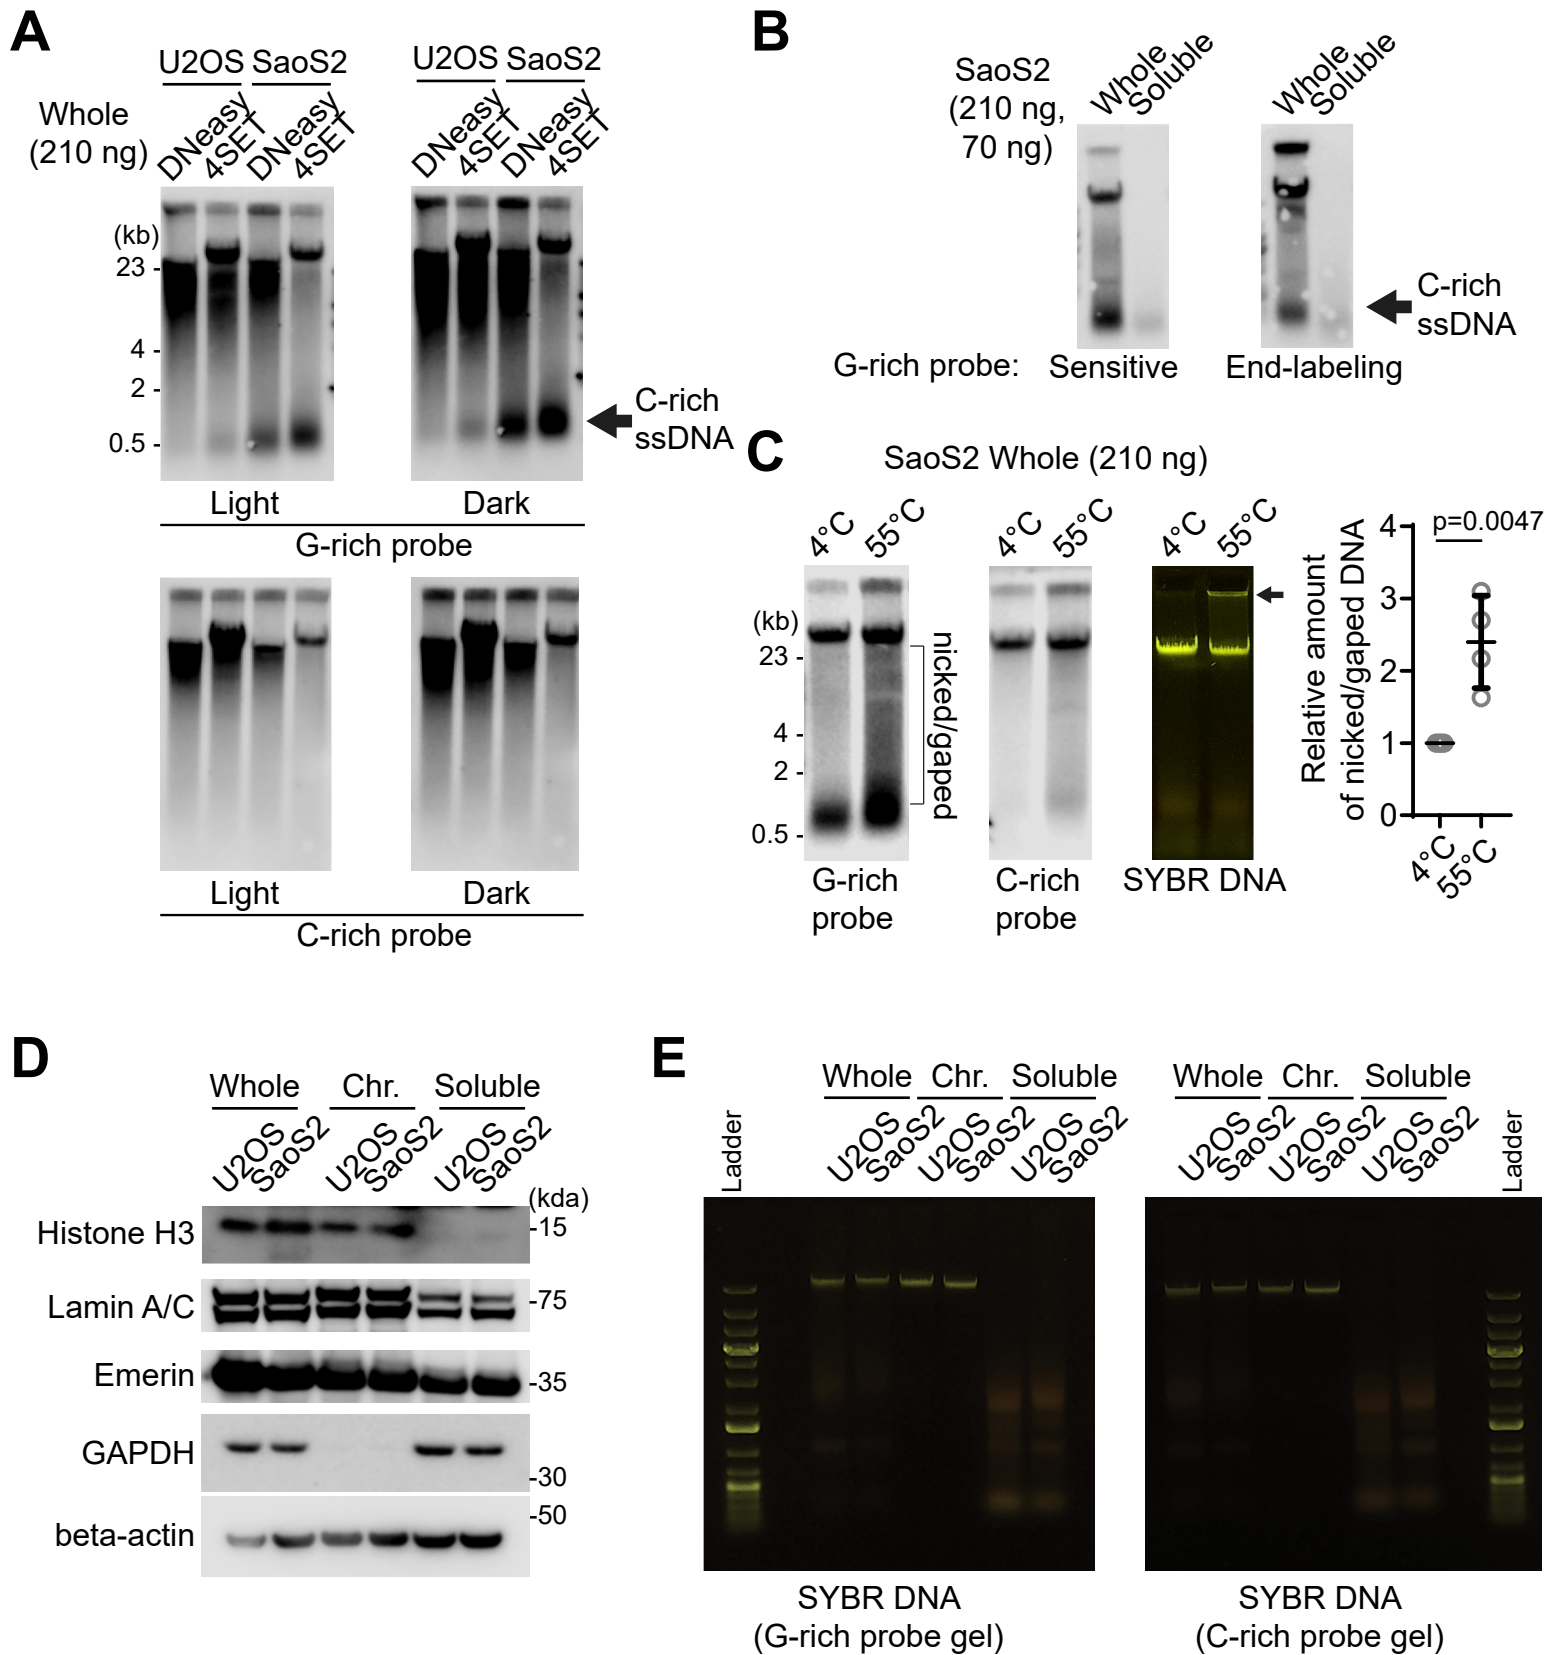 A
U2OS SaoS2
U2OS SaoS2
Whole
(210 ng)
DNeasy
4SET
DNeasy
4SET
DNeasy
4SET
DNeasy
4SET
(kb)
23 -
4 -
2 -
0.5 -
C-rich
ssDNA
Light
Dark
G-rich probe
Light
Dark
C-rich probe
B
SaoS2
(210 ng,
70 ng)
Whole
Soluble
Whole
Soluble
C-rich
ssDNA
G-rich probe: Sensitive End-labeling
C
SaoS2 Whole (210 ng)
4°C
55°C
4°C
55°C
4°C
55°C
(kb)
23 -
4 -
2 -
0.5 -
nicked/gaped
G-rich
probe
C-rich
probe
SYBR DNA
Relative amount
of nicked/gaped DNA
p=0.0047
4
3
2
1
0
4°C
55°C
D
Whole Chr. Soluble
U2OS
SaoS2
U2OS
SaoS2
U2OS
SaoS2
(kda)
Histone H3
-15
Lamin A/C
-75
Emerin
-35
GAPDH
-30
beta-actin
-50
E
Whole Chr. Soluble
Whole Chr. Soluble
Ladder
U2OS
SaoS2
U2OS
SaoS2
U2OS
SaoS2
U2OS
SaoS2
U2OS
SaoS2
U2OS
SaoS2
Ladder
SYBR DNA
(G-rich probe gel)
SYBR DNA
(C-rich probe gel)